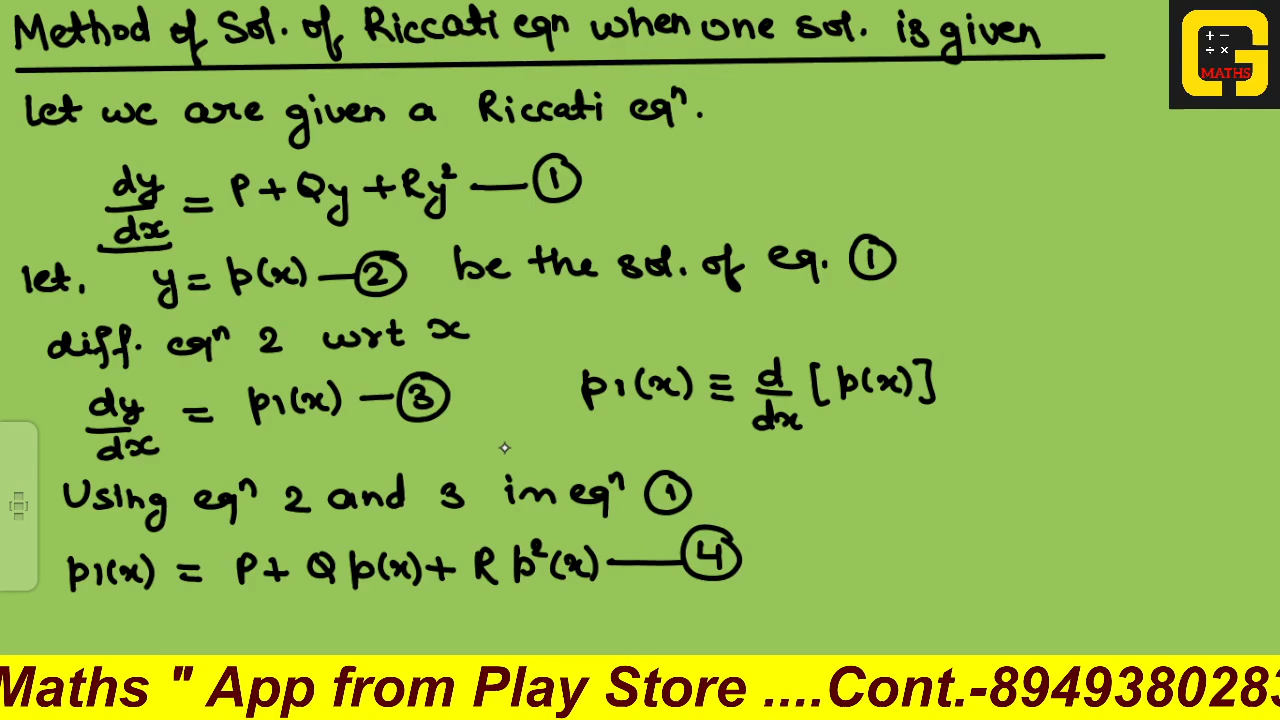 Method of Sol. of Riccati eqn when one sol. is given
+ −
÷ ×
MATHS
let we are given a Riccati eqⁿ.
dy/dx = P + Qy + Ry² — ①
let. y = p(x) — ② be the sol. of eq. ①
diff. eqⁿ 2 wrt x
dy/dx = p1(x) — ③ p1(x) ≡ d/dx [p(x)]
Using eqⁿ 2 and 3 in eqⁿ ①
p1(x) = P + Q p(x) + R p²(x) — ④
Maths " App from Play Store ....Cont.-8949380283